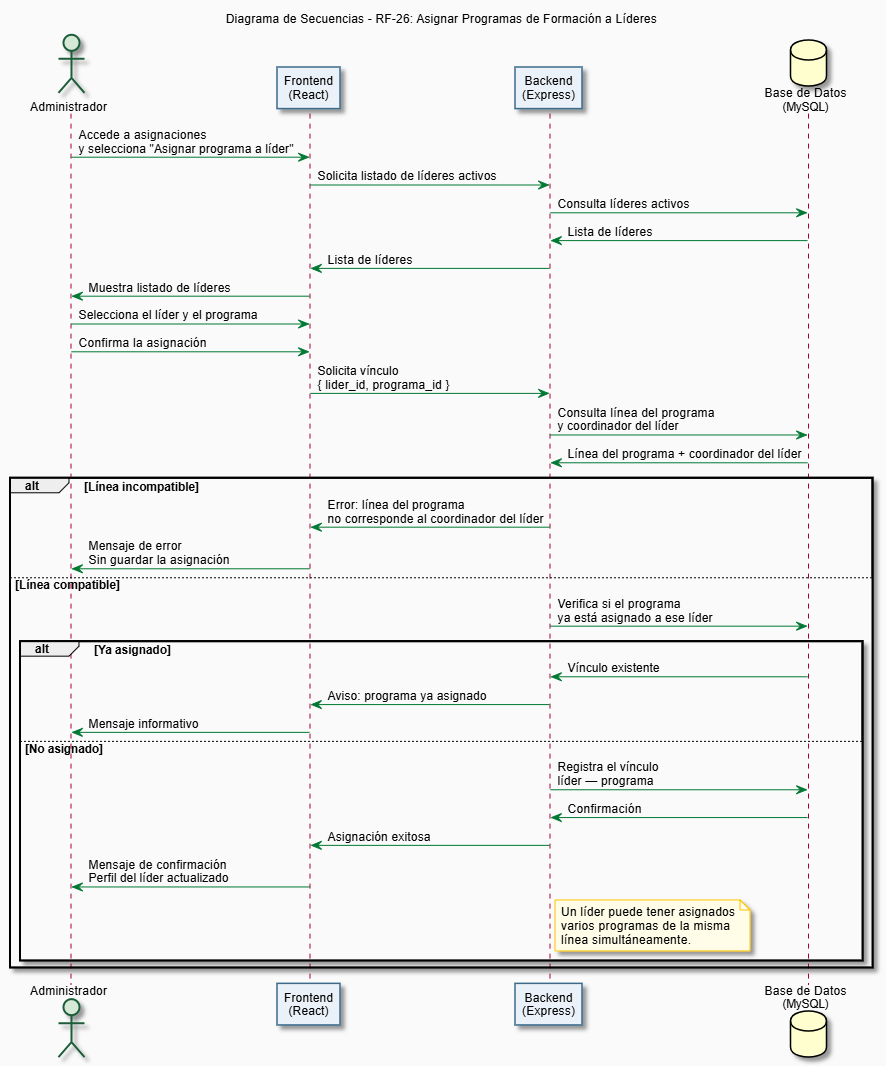 Diagrama de Secuencias - RF-26: Asignar Programas de Formación a Líderes
Administrador
Frontend
(React)
Backend
(Express)
Base de Datos
(MySQL)
Accede a asignaciones
y selecciona "Asignar programa a líder"
Solicita listado de líderes activos
Consulta líderes activos
Lista de líderes
Lista de líderes
Muestra listado de líderes
Selecciona el líder y el programa
Confirma la asignación
Solicita vínculo
{ lider_id, programa_id }
Consulta línea del programa
y coordinador del líder
Línea del programa + coordinador del líder
alt
[Línea incompatible]
Error: línea del programa
no corresponde al coordinador del líder
Mensaje de error
Sin guardar la asignación
[Línea compatible]
Verifica si el programa
ya está asignado a ese líder
alt
[Ya asignado]
Vínculo existente
Aviso: programa ya asignado
Mensaje informativo
[No asignado]
Registra el vínculo
líder — programa
Confirmación
Asignación exitosa
Mensaje de confirmación
Perfil del líder actualizado
Un líder puede tener asignados
varios programas de la misma
línea simultáneamente.
Administrador
Frontend
(React)
Backend
(Express)
Base de Datos
(MySQL)